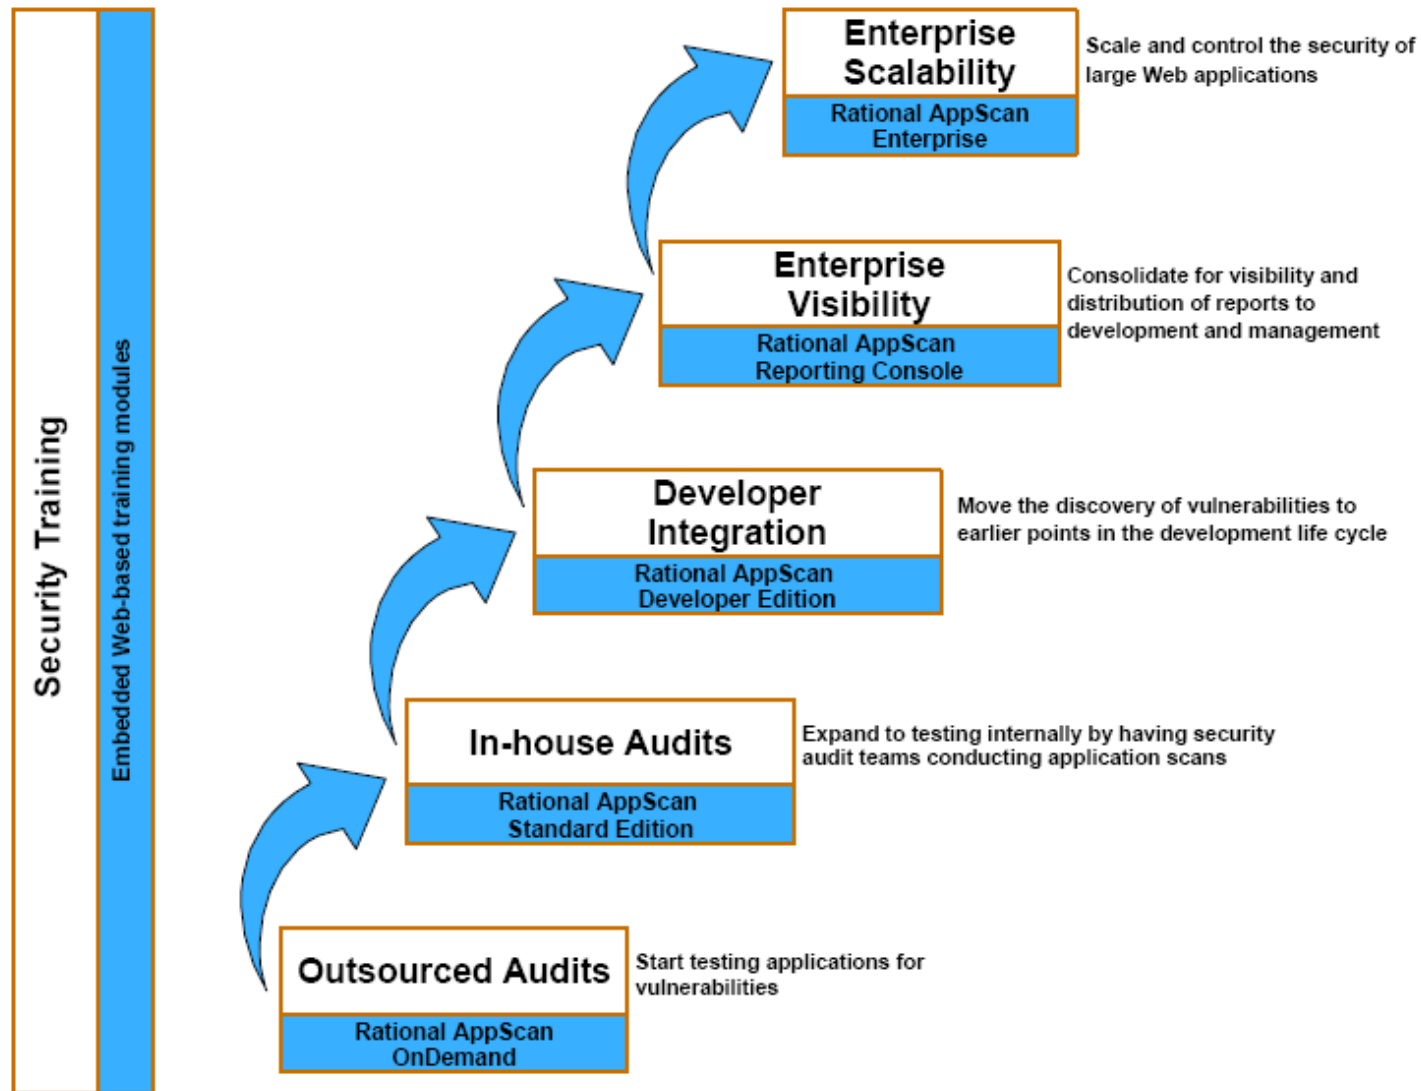 Security Training
Embedded Web-based training modules
Enterprise
Scalability
Rational AppScan
Enterprise
Scale and control the security of
large Web applications
Enterprise
Visibility
Rational AppScan
Reporting Console
Consolidate for visibility and
distribution of reports to
development and management
Developer
Integration
Rational AppScan
Developer Edition
Move the discovery of vulnerabilities to
earlier points in the development life cycle
In-house Audits
Rational AppScan
Standard Edition
Expand to testing internally by having security
audit teams conducting application scans
Outsourced Audits
Rational AppScan
OnDemand
Start testing applications for
vulnerabilities